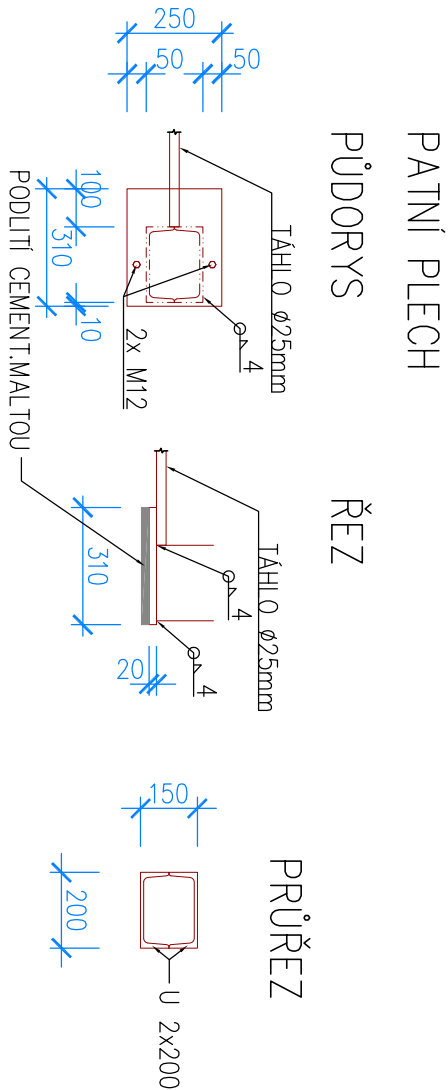 PATNÍ PLECH
PŮDORYS
TÁHLO Ø25mm
4
2x M12
250
50
50
100
310
10
PODLITÍ CEMENT.MALTOU
ŘEZ
TÁHLO Ø25mm
4
4
310
20
PRŮŘEZ
150
200
U 2x200